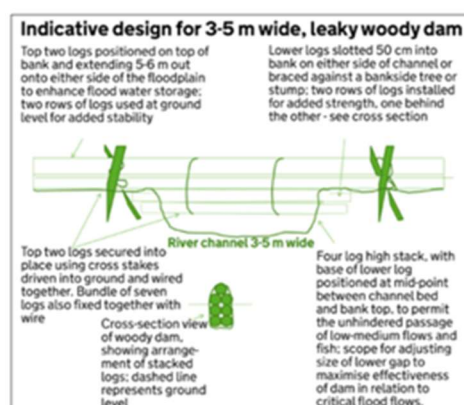 Indicative design for 3-5 m wide, leaky woody dam
Top two logs positioned on top of
bank and extending 5-6 m out
onto either side of the floodplain
to enhance flood water storage;
two rows of logs used at ground
level for added stability
Lower logs slotted 50 cm into
bank on either side of channel or
braced against a bankside tree or
stump; two rows of logs installed
for added strength, one behind
the other - see cross section
River channel 3-5 m wide
Top two logs secured into
place using cross stakes
driven into ground and wired
together. Bundle of seven
logs also fixed together with
wire
Cross-section view
of woody dam,
showing arrange-
ment of stacked
logs; dashed line
represents ground
level
Four log high stack, with
base of lower log
positioned at mid-point
between channel bed
and bank top, to permit
the unhindered passage
of low-medium flows and
fish; scope for adjusting
size of lower gap to
maximise effectiveness
of dam in relation to
critical flood flows.